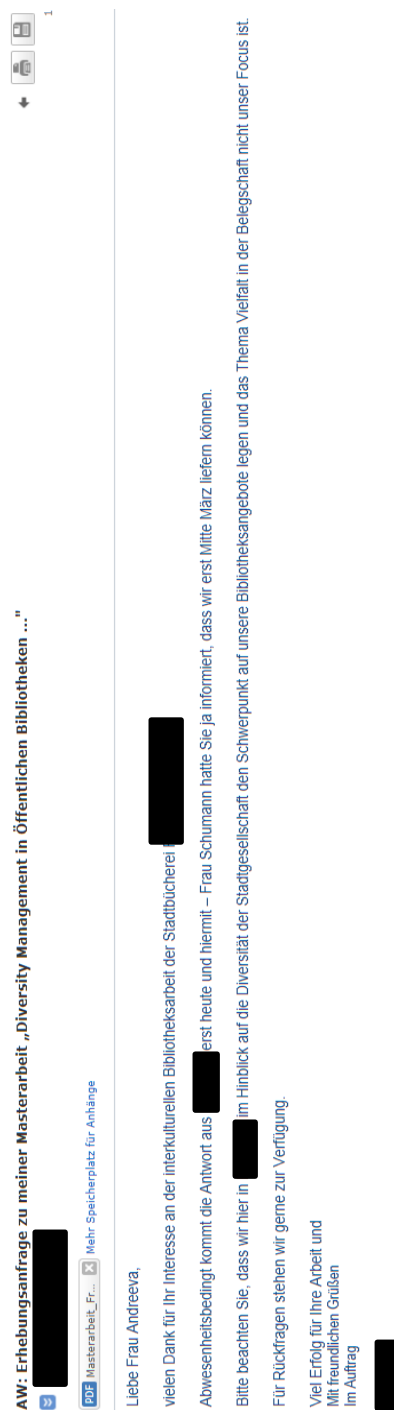 AW: Erhebungsanfrage zu meiner Masterarbeit „Diversity Management in Öffentlichen Bibliotheken ..."
1
PDF Masterarbeit_Fr... Mehr Speicherplatz für Anhänge
Liebe Frau Andreeva,
vielen Dank für Ihr Interesse an der interkulturellen Bibliotheksarbeit der Stadtbücherei
Abwesenheitsbedingt kommt die Antwort aus erst heute und hiermit – Frau Schumann hatte Sie ja informiert, dass wir erst Mitte März liefern können.
Bitte beachten Sie, dass wir hier in im Hinblick auf die Diversität der Stadtgesellschaft den Schwerpunkt auf unsere Bibliotheksangebote legen und das Thema Vielfalt in der Belegschaft nicht unser Focus ist.
Für Rückfragen stehen wir gerne zur Verfügung.
Viel Erfolg für Ihre Arbeit und
Mit freundlichen Grüßen
Im Auftrag